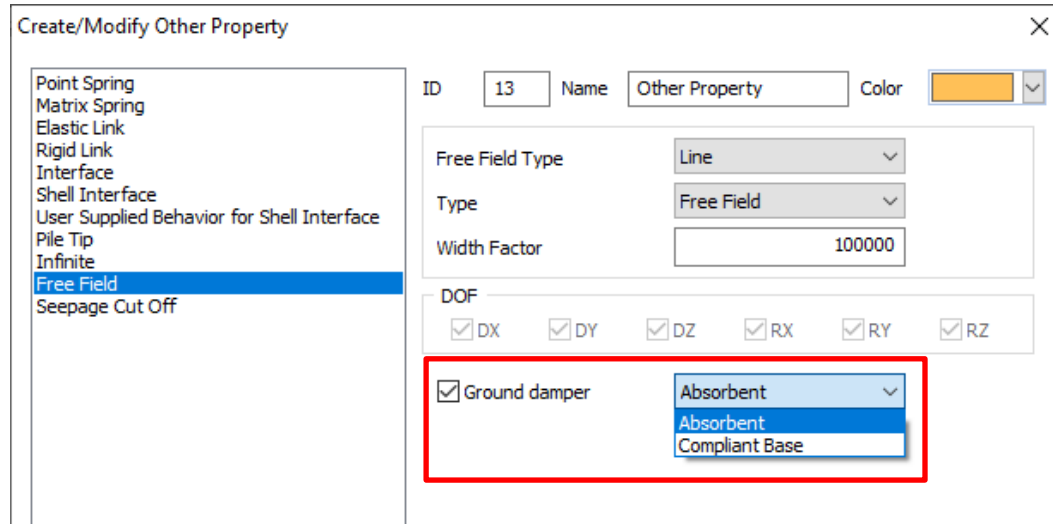 Create/Modify Other Property
Point Spring
Matrix Spring
Elastic Link
Rigid Link
Interface
Shell Interface
User Supplied Behavior for Shell Interface
Pile Tip
Infinite
Free Field
Seepage Cut Off
ID 13 Name Other Property Color
Free Field Type Line
Type Free Field
Width Factor 100000
DOF
DX DY DZ RX RY RZ
Ground damper Absorbent
Absorbent
Compliant Base